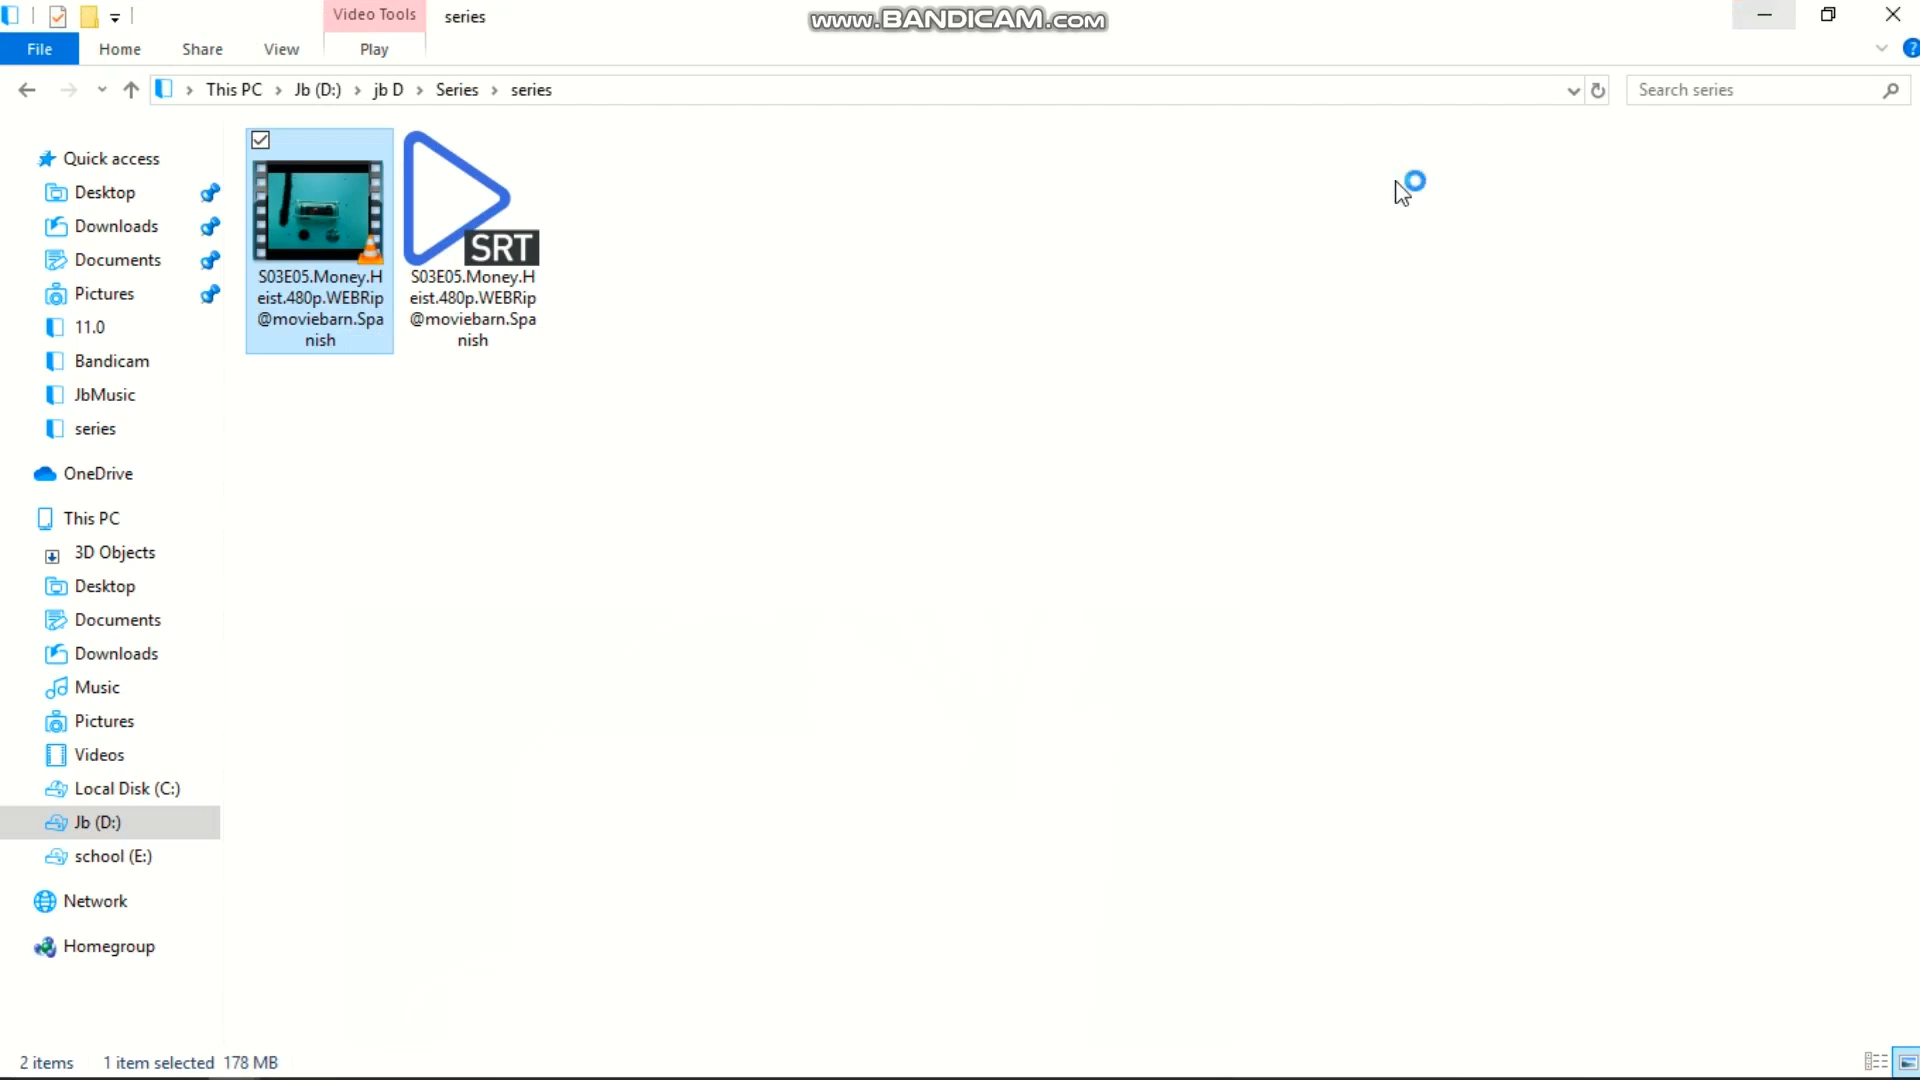 Video Tools
series
www.BANDICAM.com
File
Home
Share
View
Play
?
This PC
Jb (D:)
jb D
Series
series
Search series
Quick access
Desktop
Downloads
Documents
Pictures
11.0
Bandicam
JbMusic
series
OneDrive
This PC
3D Objects
Desktop
Documents
Downloads
Music
Pictures
Videos
Local Disk (C:)
Jb (D:)
school (E:)
Network
Homegroup
S03E05.Money.H
eist.480p.WEBRip
@moviebarn.Spa
nish
SRT
S03E05.Money.H
eist.480p.WEBRip
@moviebarn.Spa
nish
2 items
1 item selected 178 MB